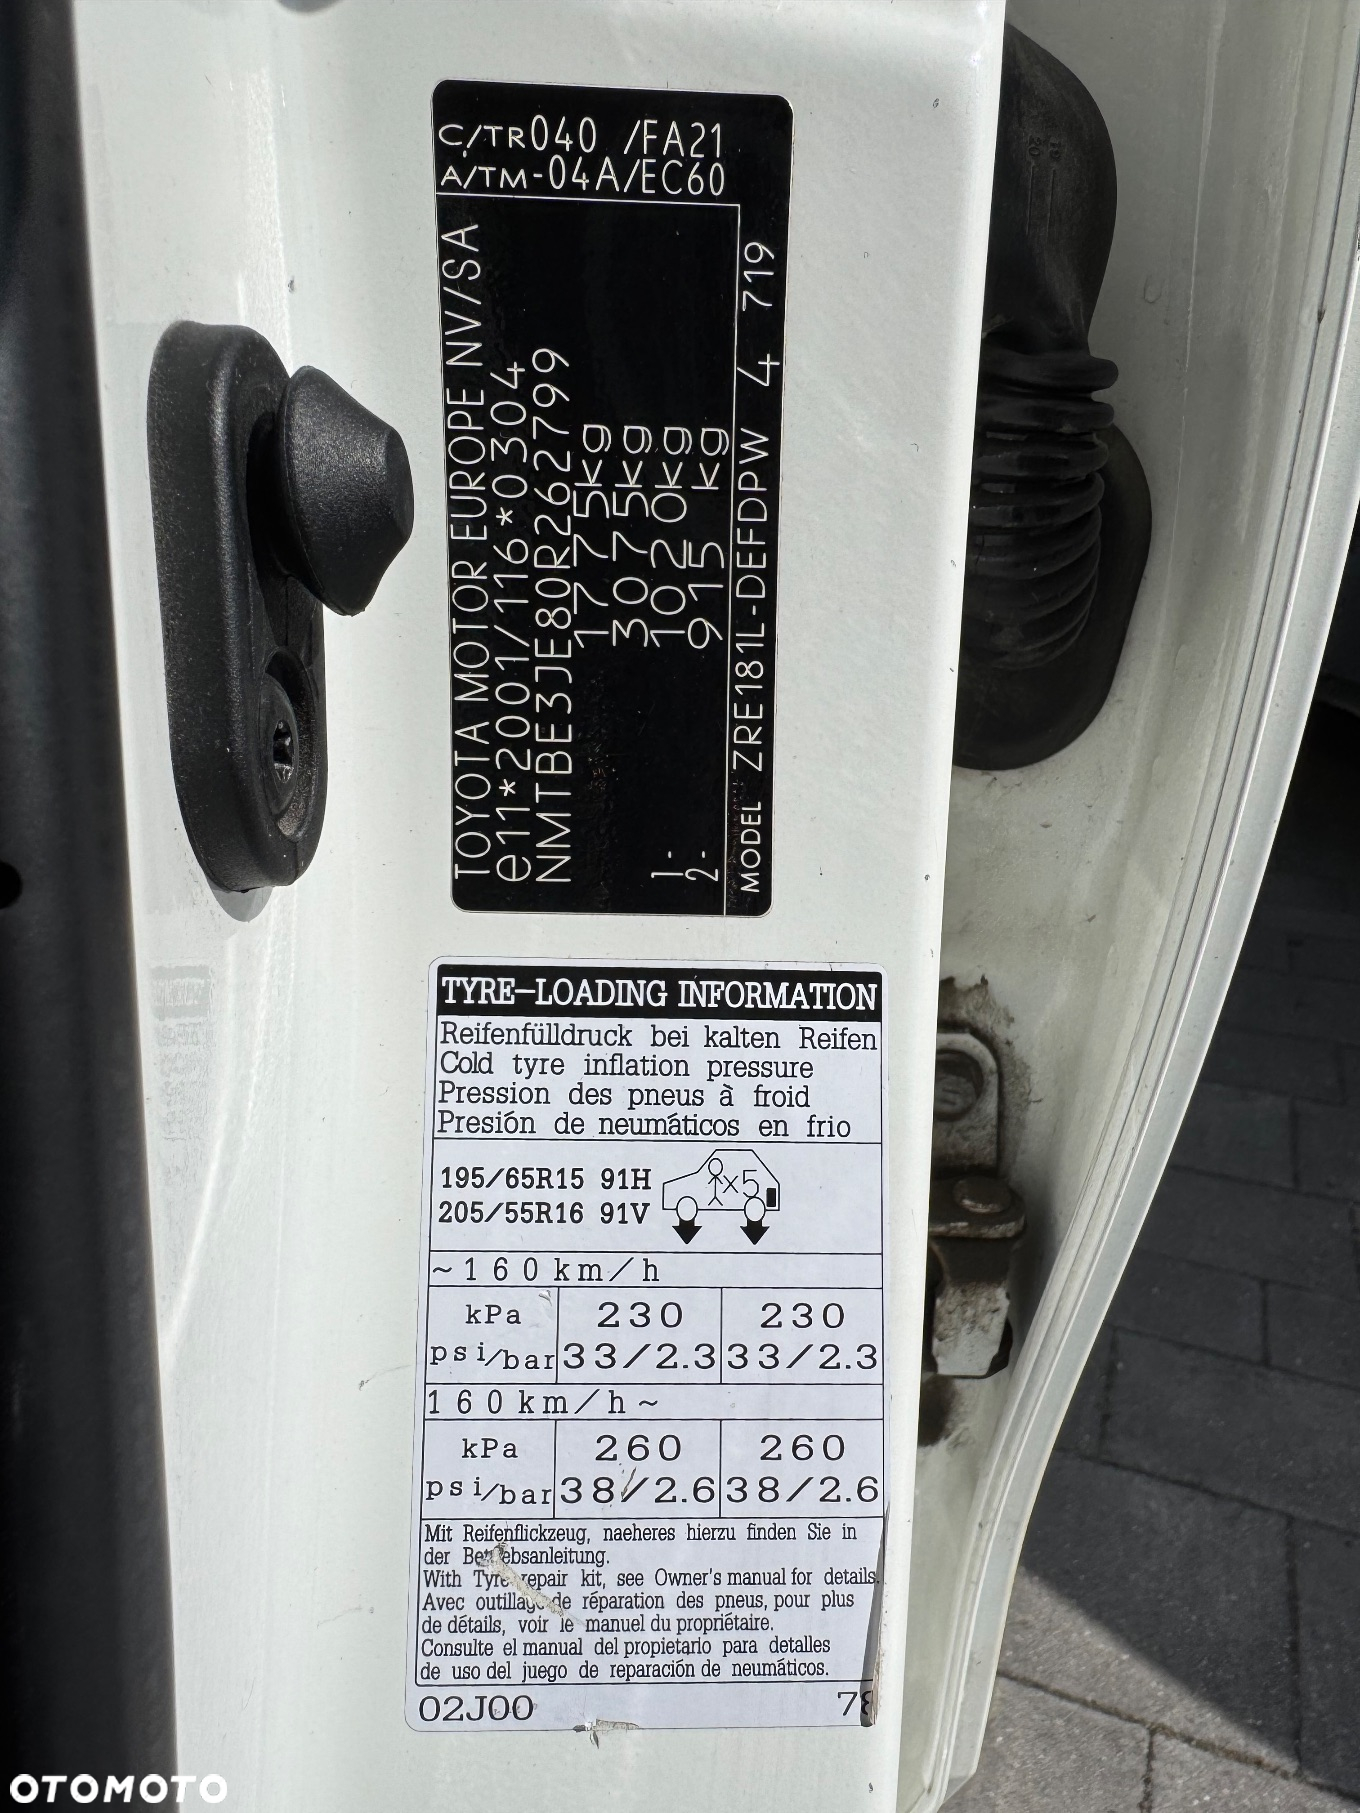 C/TR040 /FA21
A/TM-04A/EC60
TOYOTA MOTOR EUROPE NV/SA
e11*2001/116*0304
NMTBE3JE80R262799
1775kg
3075kg
1- 1020kg
2- 915 kg
MODEL ZRE181L-DEFDPW 4 719
TYRE-LOADING INFORMATION
Reifenfülldruck bei kalten Reifen
Cold tyre inflation pressure
Pression des pneus à froid
Presión de neumáticos en frio
195/65R15 91H
205/55R16 91V
x5
~160km/h
kPa 230 230
psi/bar 33/2.3 33/2.3
160km/h~
kPa 260 260
psi/bar 38/2.6 38/2.6
Mit Reifenflickzeug, naeheres hierzu finden Sie in
der Betriebsanleitung.
With Tyre repair kit, see Owner's manual for details.
Avec outillage de réparation des pneus, pour plus
de détails, voir le manuel du propriétaire.
Consulte el manual del propietario para detalles
de uso del juego de reparación de neumáticos.
02J00
OTOMOTO